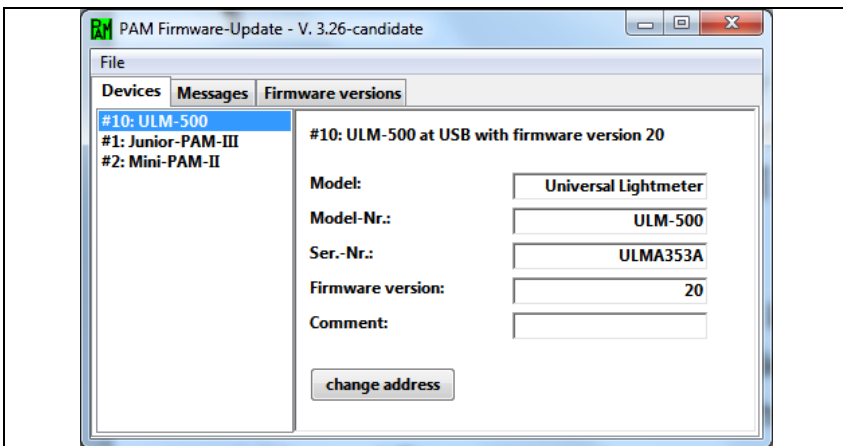 PAM PAM Firmware-Update - V. 3.26-candidate
File
Devices Messages Firmware versions
#10: ULM-500
#1: Junior-PAM-III
#2: Mini-PAM-II
#10: ULM-500 at USB with firmware version 20
Model: Universal Lightmeter
Model-Nr.: ULM-500
Ser.-Nr.: ULMA353A
Firmware version: 20
Comment:
change address